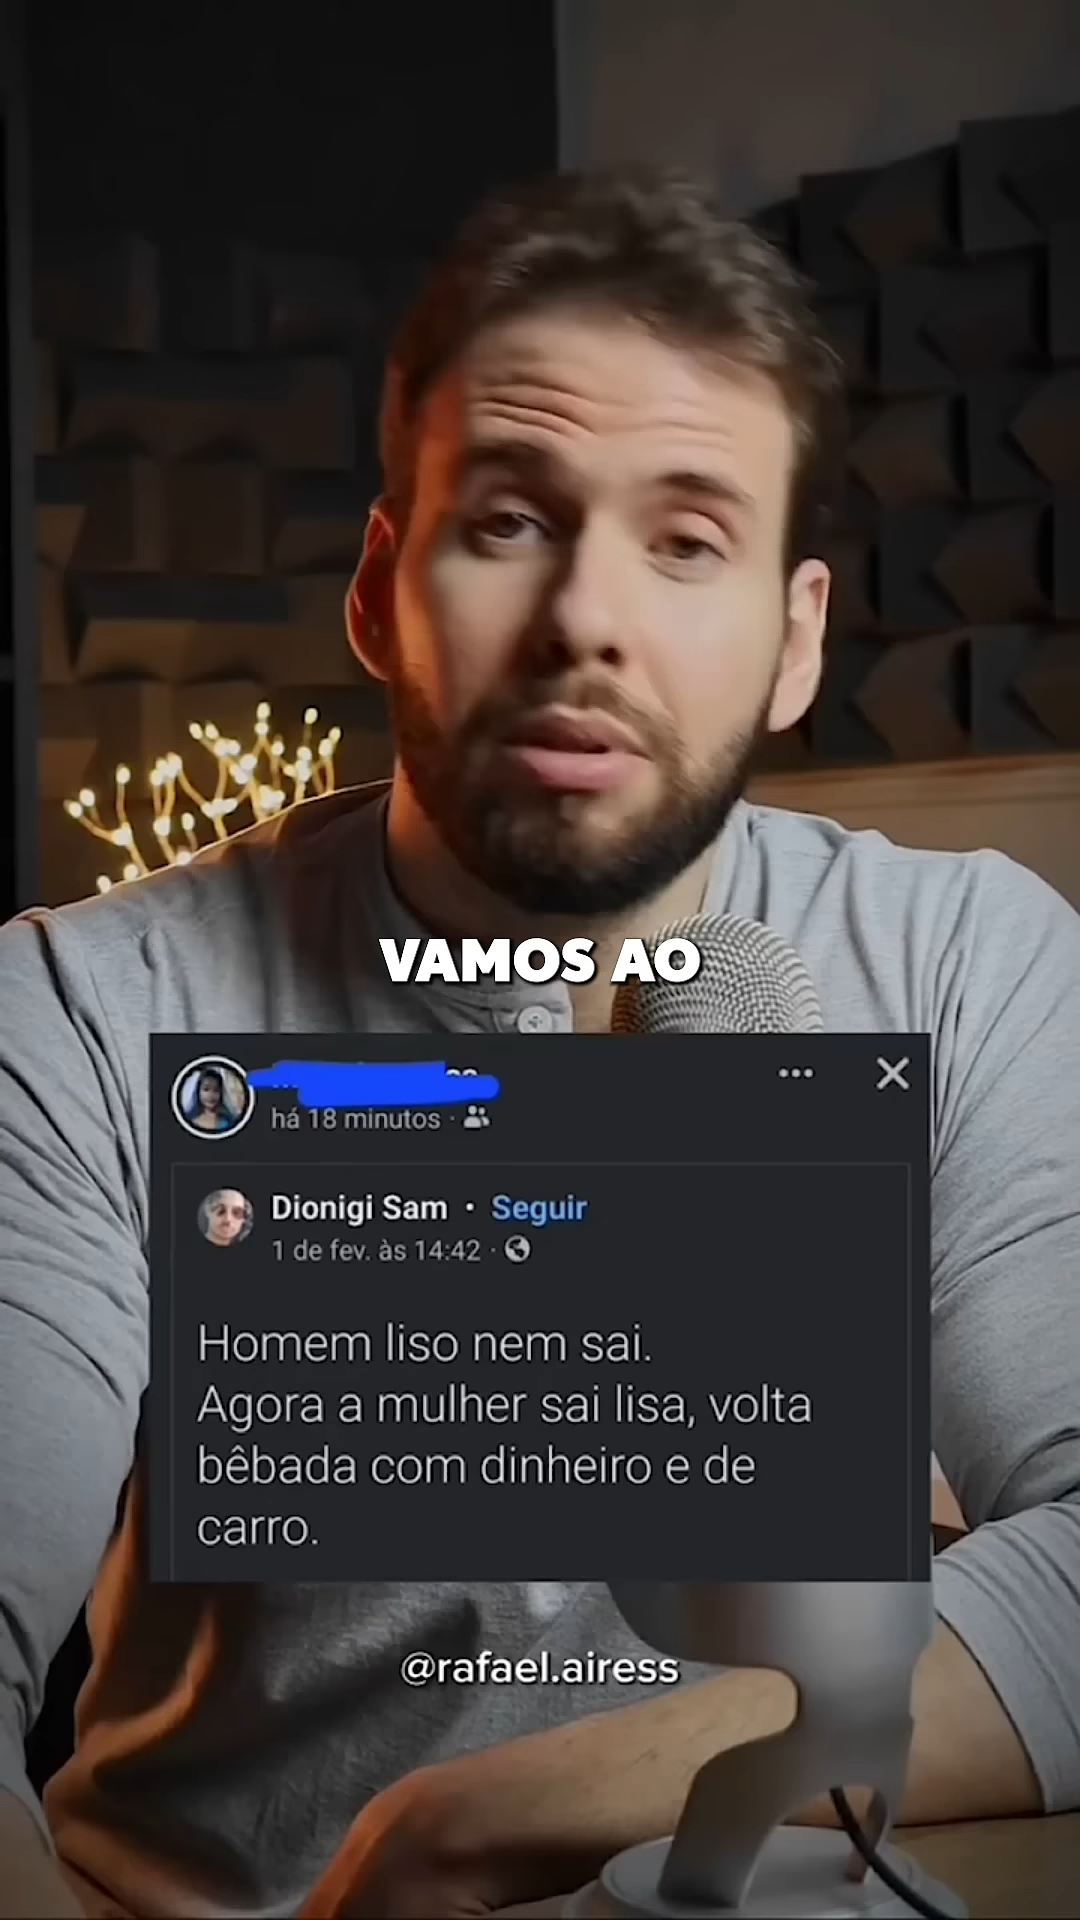 VAMOS AO
há 18 minutos ·
Dionigi Sam • Seguir
1 de fev. às 14:42 ·
Homem liso nem sai.
Agora a mulher sai lisa, volta
bêbada com dinheiro e de
carro.
@rafael.airess